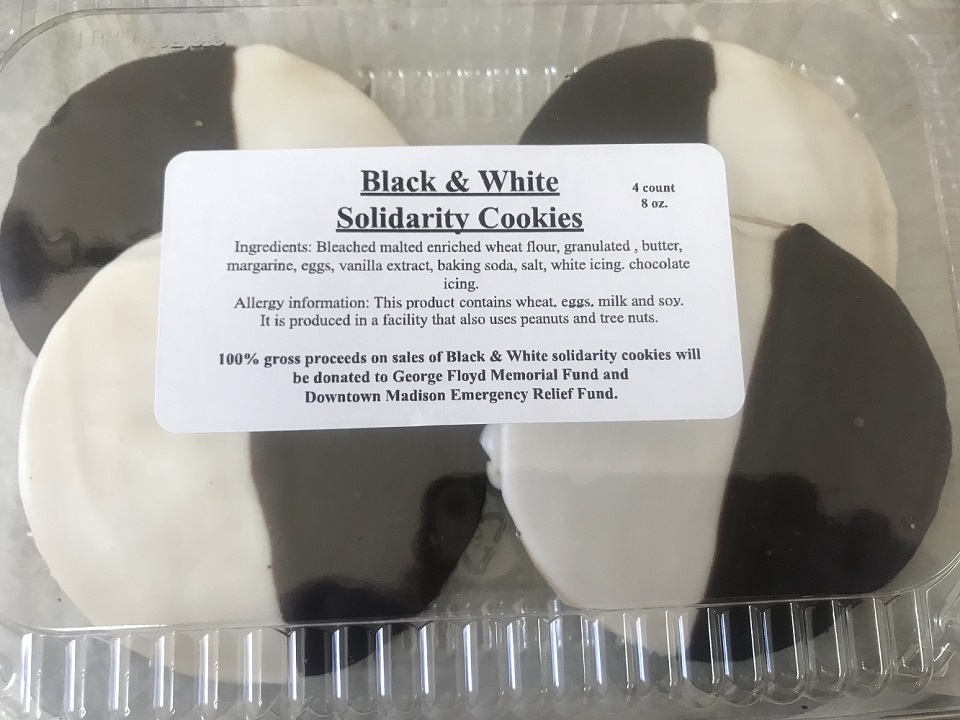 Black & White
Solidarity Cookies
4 count
8 oz.
Ingredients: Bleached malted enriched wheat flour, granulated , butter,
margarine, eggs, vanilla extract, baking soda, salt, white icing. chocolate
icing.
Allergy information: This product contains wheat, eggs, milk and soy.
It is produced in a facility that also uses peanuts and tree nuts.
100% gross proceeds on sales of Black & White solidarity cookies will
be donated to George Floyd Memorial Fund and
Downtown Madison Emergency Relief Fund.